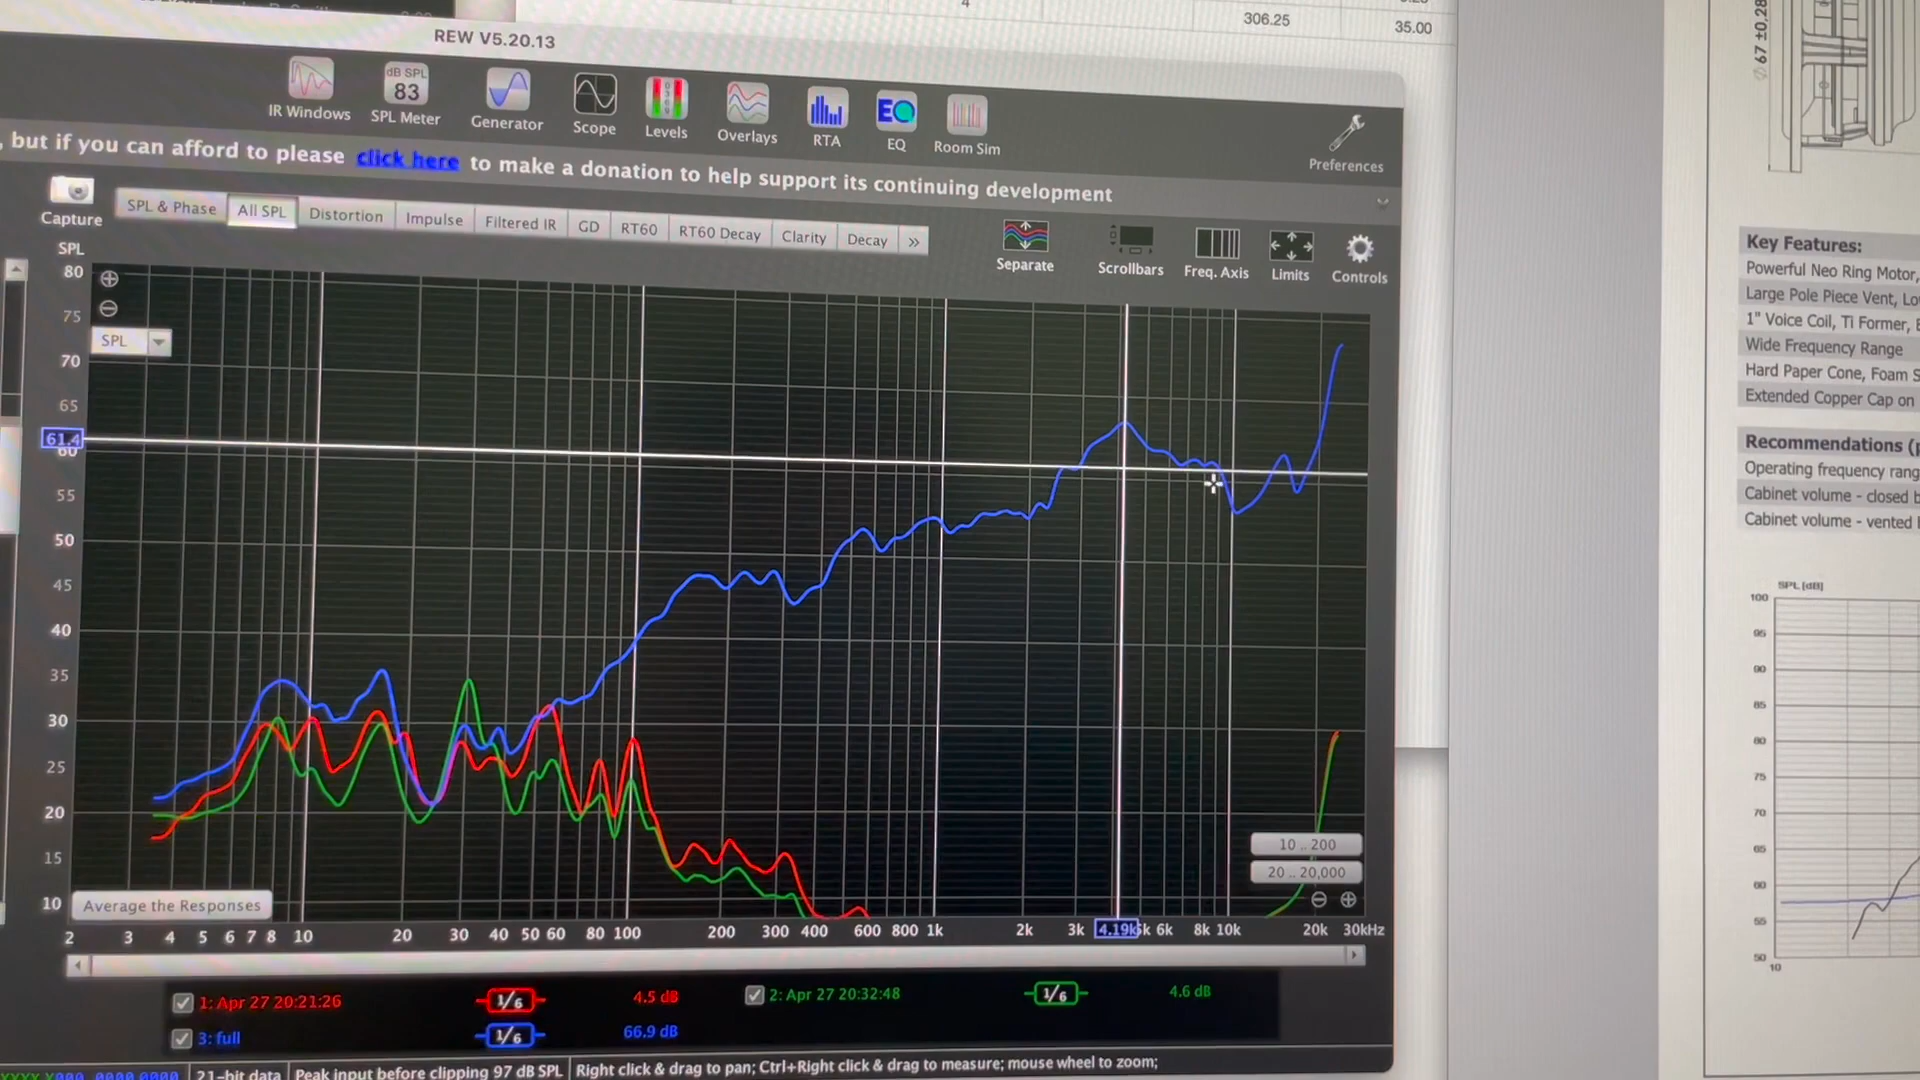 4
306.25
35.00
REW V5.20.13
IR Windows
dB SPL
83
SPL Meter
Generator
Scope
Levels
Overlays
RTA
EQ
EQ
Room Sim
Preferences
, but if you can afford to please click here to make a donation to help support its continuing development
Capture
SPL & Phase
All SPL
Distortion
Impulse
Filtered IR
GD
RT60
RT60 Decay
Clarity
Decay
»
Separate
Scrollbars
Freq. Axis
Limits
Controls
SPL
80
75
70
65
61.4
60
55
50
45
40
35
30
25
20
15
10
SPL
10 .. 200
20 .. 20,000
Average the Responses
2 3 4 5 6 7 8 10 20 30 40 50 60 80 100 200 300 400 600 800 1k 2k 3k 4.19k 5k 6k 8k 10k 20k 30kHz
1: Apr 27 20:21:26 1/6 4.5 dB
2: Apr 27 20:32:48 1/6 4.6 dB
3: full 1/6 66.9 dB
21-bit data
Peak input before clipping 97 dB SPL
Right click & drag to pan; Ctrl+Right click & drag to measure; mouse wheel to zoom;
Ø 67 ±0,28
Key Features:
Powerful Neo Ring Motor,
Large Pole Piece Vent,
1" Voice Coil, Ti Former,
Wide Frequency Range
Hard Paper Cone, Foam
Extended Copper Cap on
Recommendations
Operating frequency
Cabinet volume - closed
Cabinet volume - vented
SPL [dB]
100
95
90
85
80
75
70
65
60
55
50
10